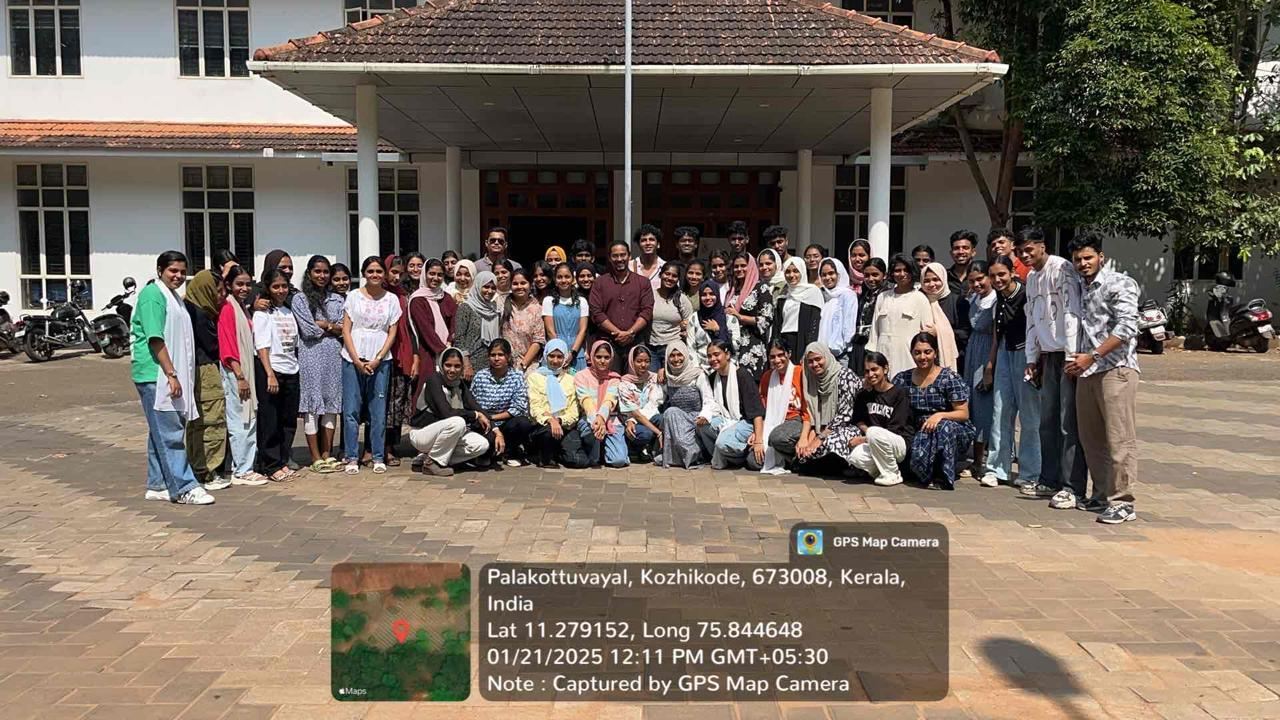 GPS Map Camera
Palakottuvayal, Kozhikode, 673008, Kerala,
India
Lat 11.279152, Long 75.844648
01/21/2025 12:11 PM GMT+05:30
Note : Captured by GPS Map Camera
Maps